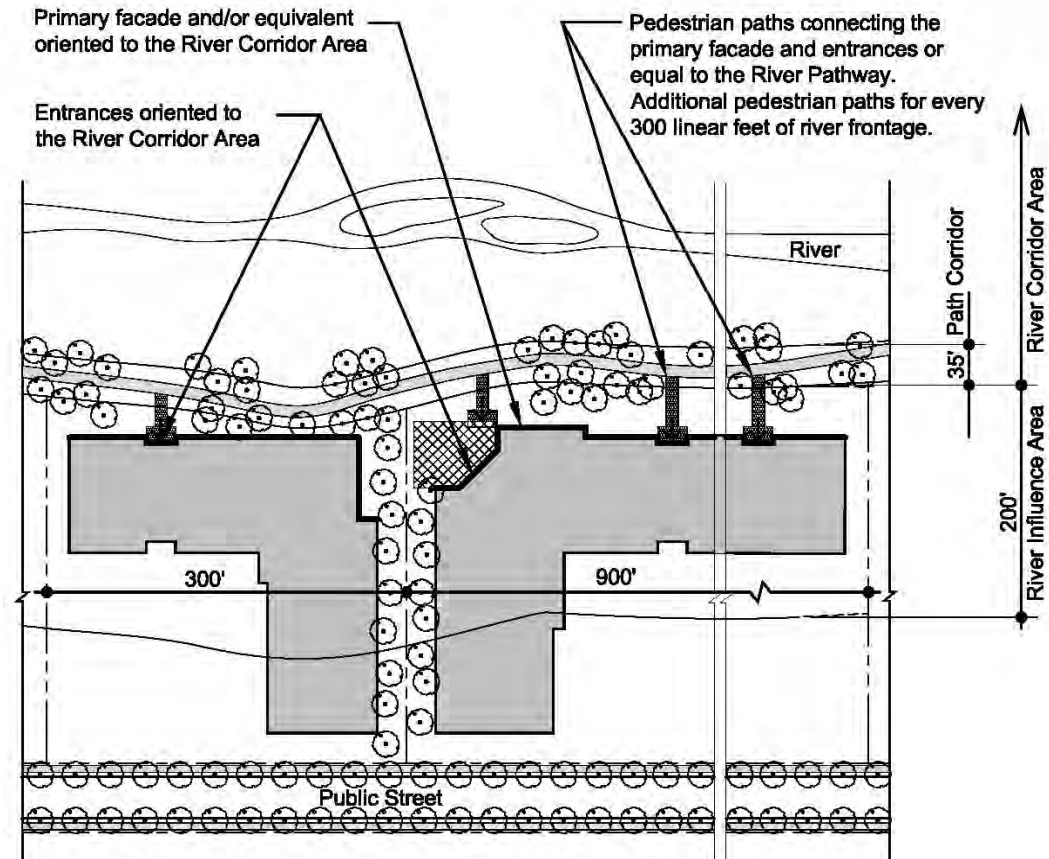 Primary facade and/or equivalent
oriented to the River Corridor Area
Entrances oriented to
the River Corridor Area
Pedestrian paths connecting the
primary facade and entrances or
equal to the River Pathway.
Additional pedestrian paths for every
300 linear feet of river frontage.
River
35' Path Corridor
River Corridor Area
200'
River Influence Area
300'
900'
Public Street